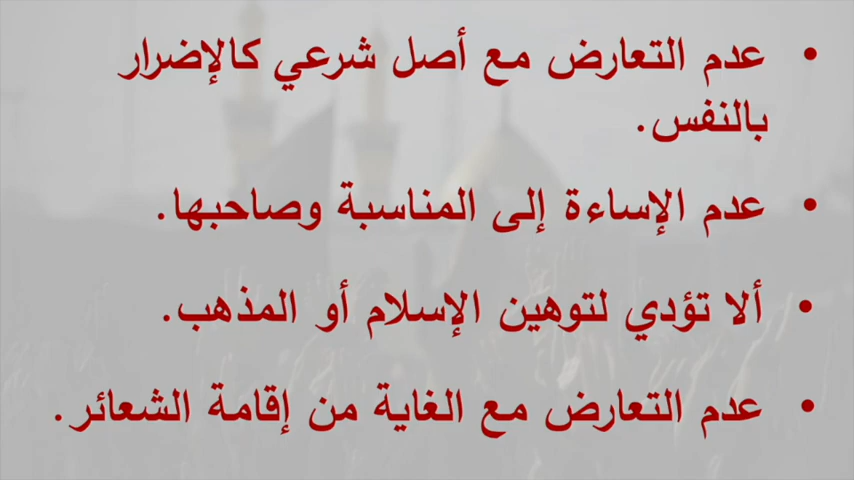 • عدم التعارض مع أصل شرعي كالإضرار
بالنفس.
• عدم الإساءة إلى المناسبة وصاحبها.
• ألا تؤدي لتوهين الإسلام أو المذهب.
• عدم التعارض مع الغاية من إقامة الشعائر.